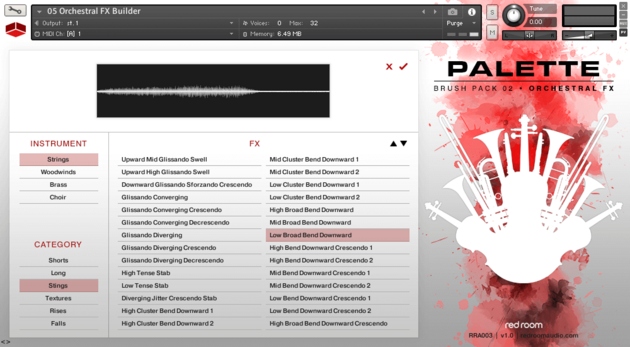 05 Orchestral FX Builder
Output: st.1
Voices: 0 Max: 32
Purge
MIDI Ch: [A] 1
Memory: 6.49 MB
S
M
Tune
0.00
PALETTE
BRUSH PACK 02 • ORCHESTRAL FX
INSTRUMENT
Strings
Woodwinds
Brass
Choir
CATEGORY
Shorts
Long
Stings
Textures
Rises
Falls
FX
Upward Mid Glissando Swell
Upward High Glissando Swell
Downward Glissando Sforzando Crescendo
Glissando Converging
Glissando Converging Crescendo
Glissando Converging Decrescendo
Glissando Diverging
Glissando Diverging Crescendo
Glissando Diverging Decrescendo
High Tense Stab
Low Tense Stab
Diverging Jitter Crescendo Stab
High Cluster Bend Downward 1
High Cluster Bend Downward 2
Mid Cluster Bend Downward 1
Mid Cluster Bend Downward 2
Low Cluster Bend Downward 1
Low Cluster Bend Downward 2
High Broad Bend Downward
Mid Broad Bend Downward
Low Broad Bend Downward
High Bend Downward Crescendo 1
High Bend Downward Crescendo 2
Mid Bend Downward Crescendo 1
Mid Bend Downward Crescendo 2
Low Bend Downward Crescendo 1
Low Bend Downward Crescendo 2
High Broad Bend Downward Crescendo
red room
RRA003 | v1.0 | redroomaudio.com